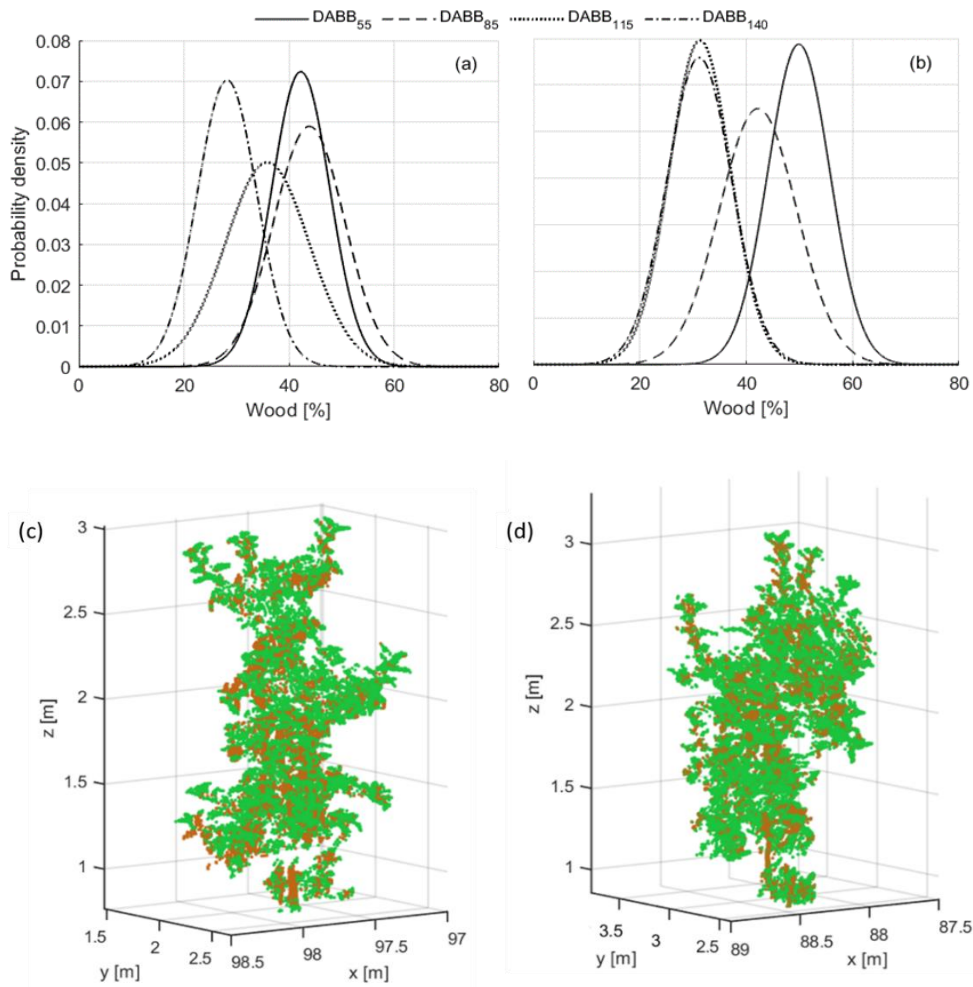 DABB55 DABB85 DABB115 DABB140
(a)
(b)
0.08
0.07
0.06
0.05
0.04
0.03
0.02
0.01
0
Probability density
0 20 40 60 80
Wood [%]
0 20 40 60 80
Wood [%]
(c)
3
2.5
2
1.5
1
z [m]
1.5 2 2.5
y [m]
98.5 98 97.5 97
x [m]
(d)
3
2.5
2
1.5
1
z [m]
3.5 3 2.5
y [m]
89 88.5 88 87.5
x [m]